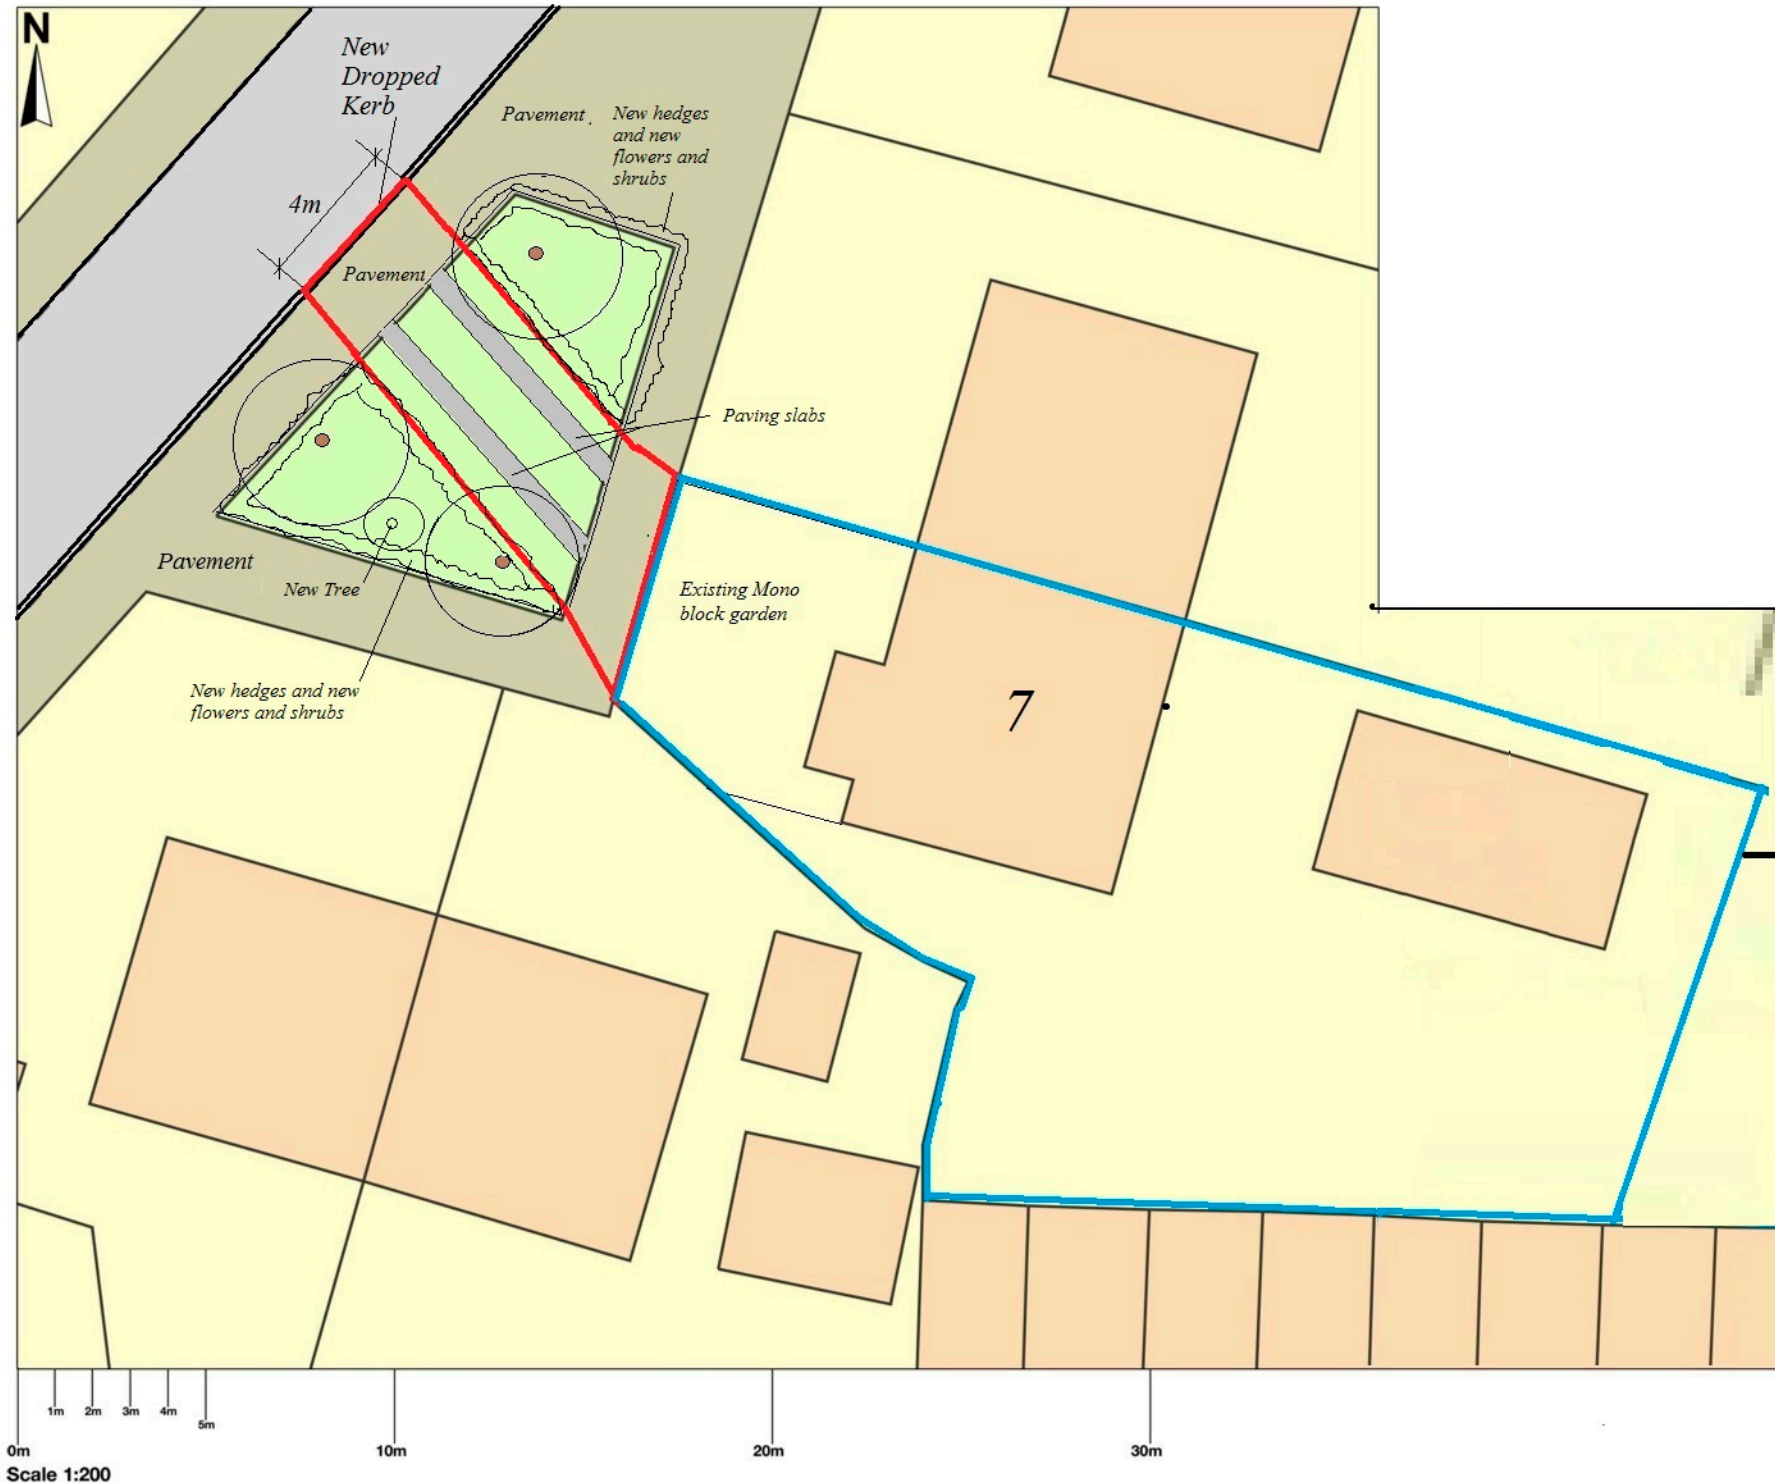 N
New
Dropped
Kerb
Pavement
New hedges
and new
flowers and
shrubs
4m
Pavement
Paving slabs
Pavement
New Tree
Existing Mono
block garden
New hedges and new
flowers and shrubs
7
1m 2m 3m 4m
5m
0m 10m 20m 30m
Scale 1:200